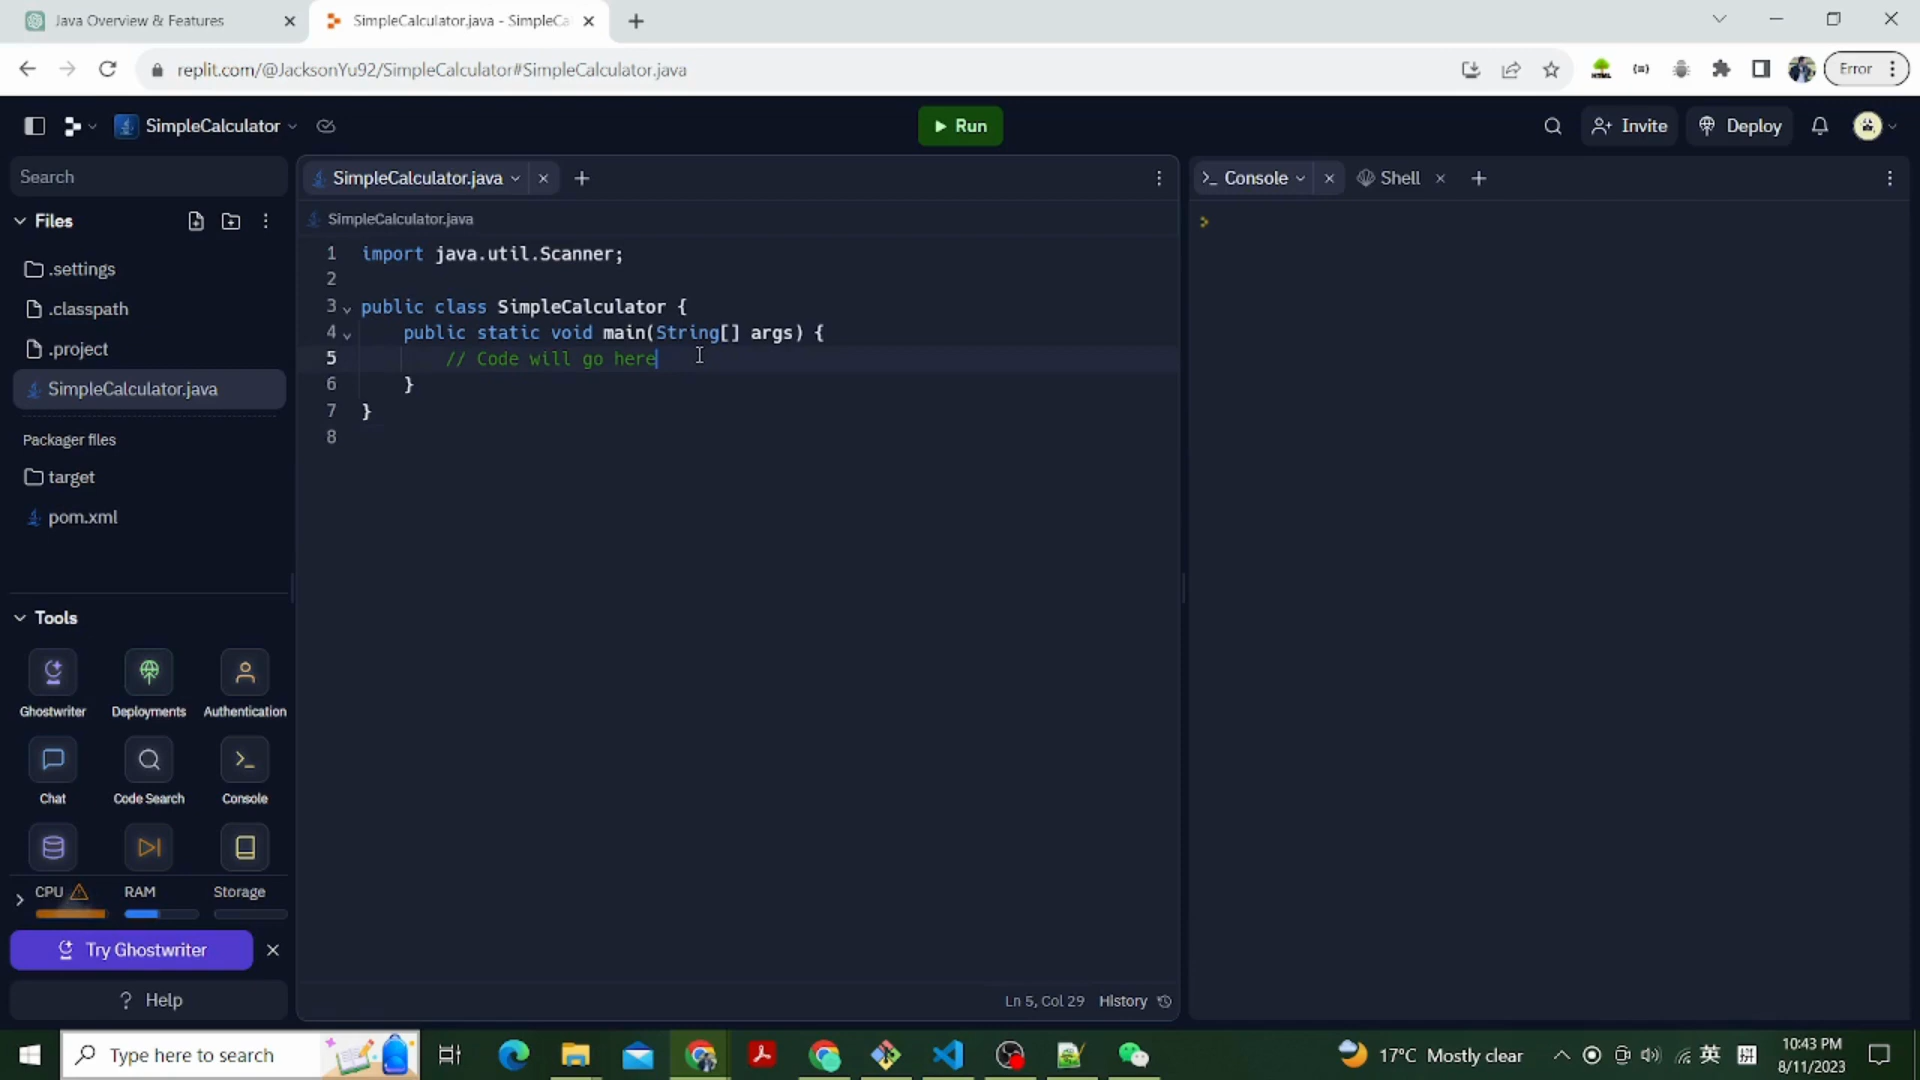 Java Overview & Features
SimpleCalculator.java - SimpleCa
replit.com/@JacksonYu92/SimpleCalculator#SimpleCalculator.java
HTML
Error
SimpleCalculator
Run
Invite
Deploy
Search
SimpleCalculator.java
Console
Shell
Files
SimpleCalculator.java
.settings
.classpath
.project
SimpleCalculator.java
Packager files
target
pom.xml
1 import java.util.Scanner;
2
3 public class SimpleCalculator {
4 public static void main(String[] args) {
5 // Code will go here
6 }
7 }
8
Tools
Ghostwriter
Deployments
Authentication
Chat
Code Search
Console
CPU
RAM
Storage
Try Ghostwriter
? Help
Ln 5, Col 29
History
Type here to search
17°C Mostly clear
英
拼
10:43 PM
8/11/2023